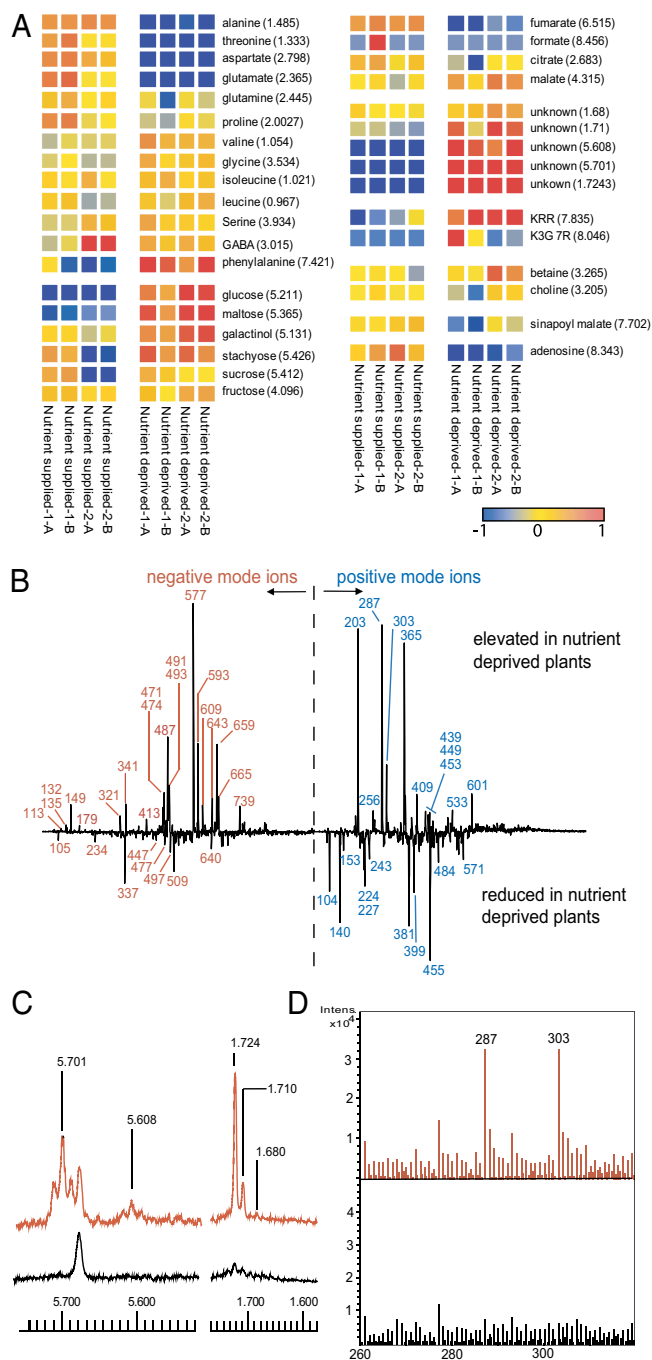 A
alanine (1.485)
threonine (1.333)
aspartate (2.798)
glutamate (2.365)
glutamine (2.445)
proline (2.0027)
valine (1.054)
glycine (3.534)
isoleucine (1.021)
leucine (0.967)
Serine (3.934)
GABA (3.015)
phenylalanine (7.421)
glucose (5.211)
maltose (5.365)
galactinol (5.131)
stachyose (5.426)
sucrose (5.412)
fructose (4.096)
Nutrient supplied-1-A
Nutrient supplied-1-B
Nutrient supplied-2-A
Nutrient supplied-2-B
Nutrient deprived-1-A
Nutrient deprived-1-B
Nutrient deprived-2-A
Nutrient deprived-2-B
fumarate (6.515)
formate (8.456)
citrate (2.683)
malate (4.315)
unknown (1.68)
unknown (1.71)
unknown (5.608)
unknown (5.701)
unkown (1.7243)
KRR (7.835)
K3G 7R (8.046)
betaine (3.265)
choline (3.205)
sinapoyl malate (7.702)
adenosine (8.343)
Nutrient supplied-1-A
Nutrient supplied-1-B
Nutrient supplied-2-A
Nutrient supplied-2-B
Nutrient deprived-1-A
Nutrient deprived-1-B
Nutrient deprived-2-A
Nutrient deprived-2-B
-1 0 1
B
negative mode ions
positive mode ions
elevated in nutrient
deprived plants
reduced in nutrient
deprived plants
577
491
493
593
471
474
487
609
643
659
341
665
132
135
149
321
413
739
113
179
105
234
447
477
497
509
640
337
287
303
203
365
439
449
453
256
409
533
601
153
243
484
571
104
224
227
140
381
399
455
C
5.701
5.608
1.724
1.710
1.680
5.700 5.600 1.700 1.600
D
Intens.
x10⁴
287
303
3
2
1
4
3
2
1
260 280 300